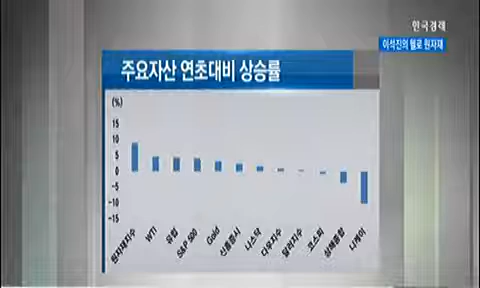 한국경제
이석진의 헬로 원자재
주요자산 연초대비 상승률
(%)
15
10
5
0
-5
-10
-15
원자재지수 WTI 유럽 S&P 500 Gold 신흥증시 나스닥 다우지수 달러지수 코스피 상해종합 니케이